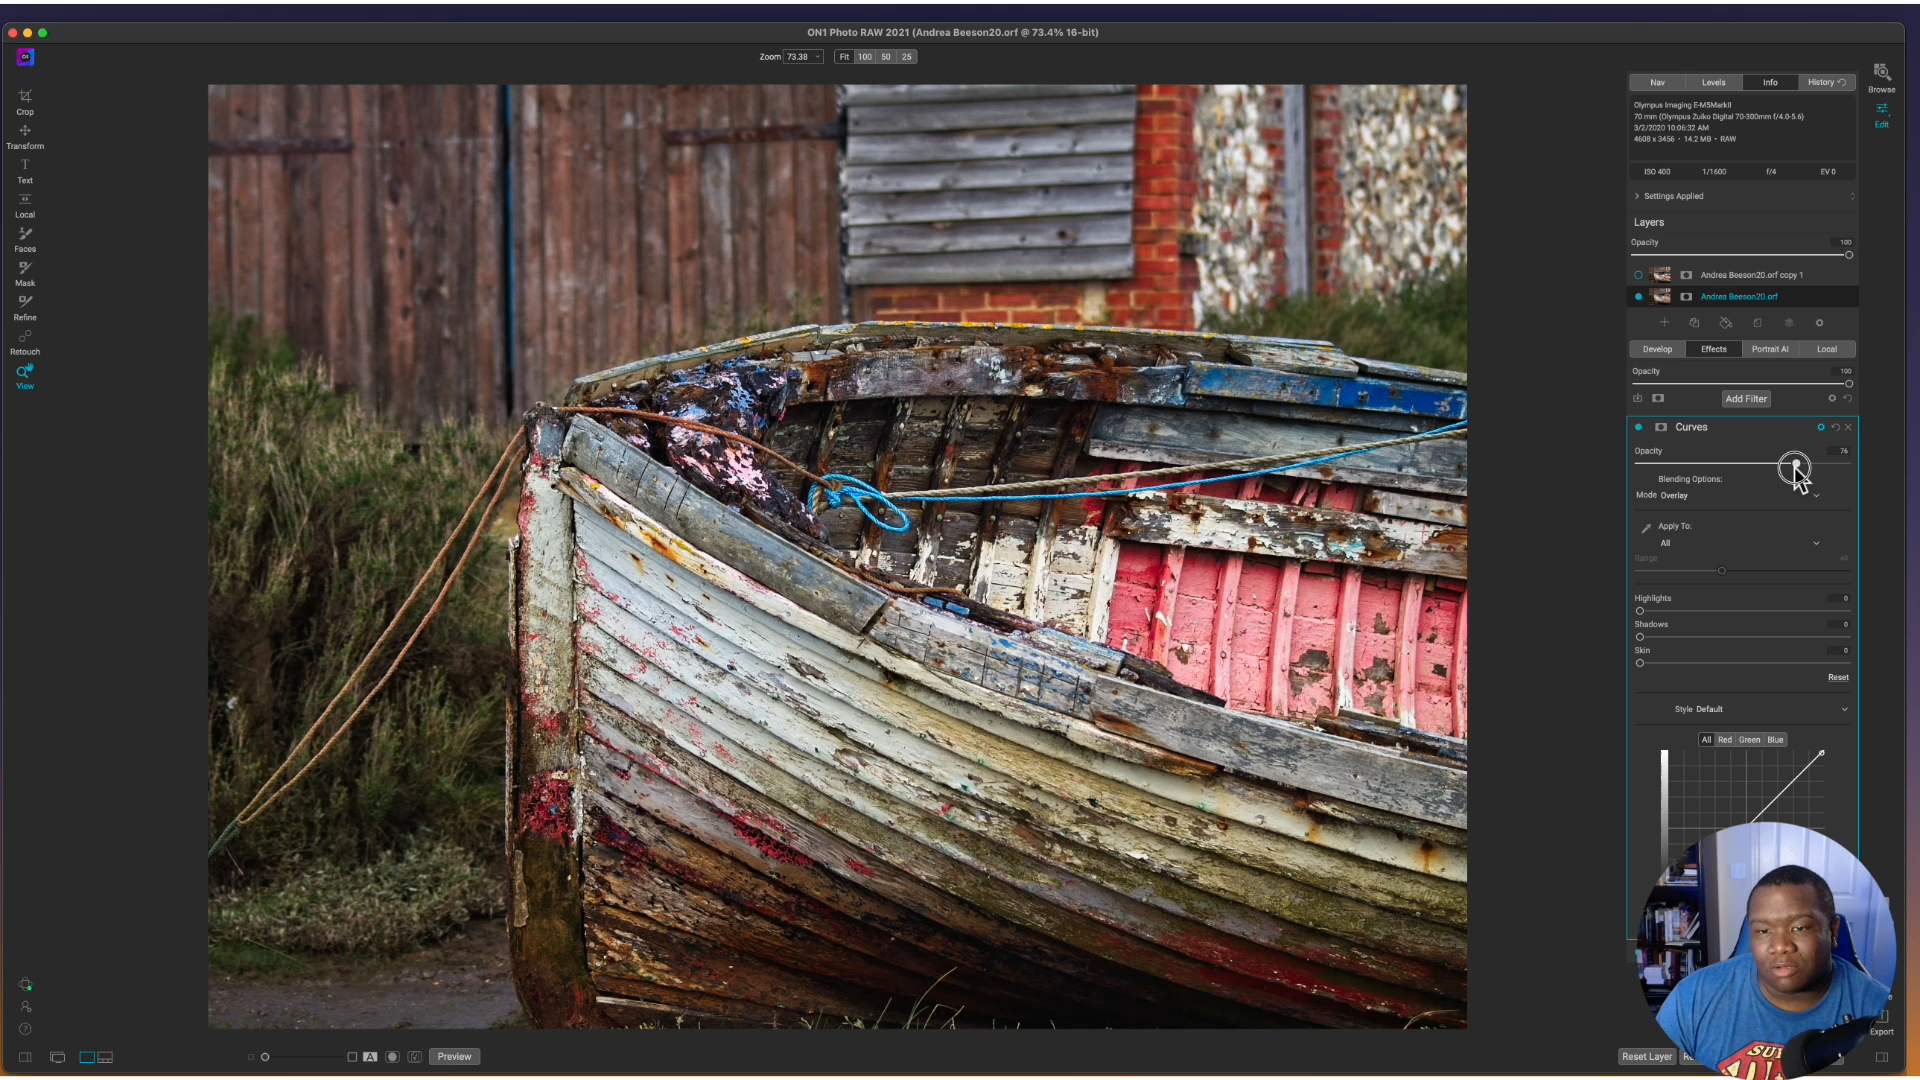 ON1 Photo RAW 2021 (Andrea Beeson20.orf @ 73.4% 16-bit)
Zoom 73.38 Fit 100 50 25
Crop
Transform
Text
Local
Faces
Mask
Refine
Retouch
View
Nav Levels Info History
Browse
Edit
Olympus Imaging E-M5MarkII
70 mm (Olympus Zuiko Digital 70-300mm f/4.0-5.6)
3/2/2020 10:06:32 AM
4608 x 3456 • 14.2 MB • RAW
ISO 400 1/1600 f/4 EV 0
Settings Applied
Layers
Opacity 100
Andrea Beeson20.orf copy 1
Andrea Beeson20.orf
Develop Effects Portrait AI Local
Opacity 100
Add Filter
Curves
Opacity 76
Blending Options:
Mode Overlay
Apply To:
All
Range 40
Highlights 0
Shadows 0
Skin 0
Reset
Style Default
All Red Green Blue
Export
A Preview
Reset Layer